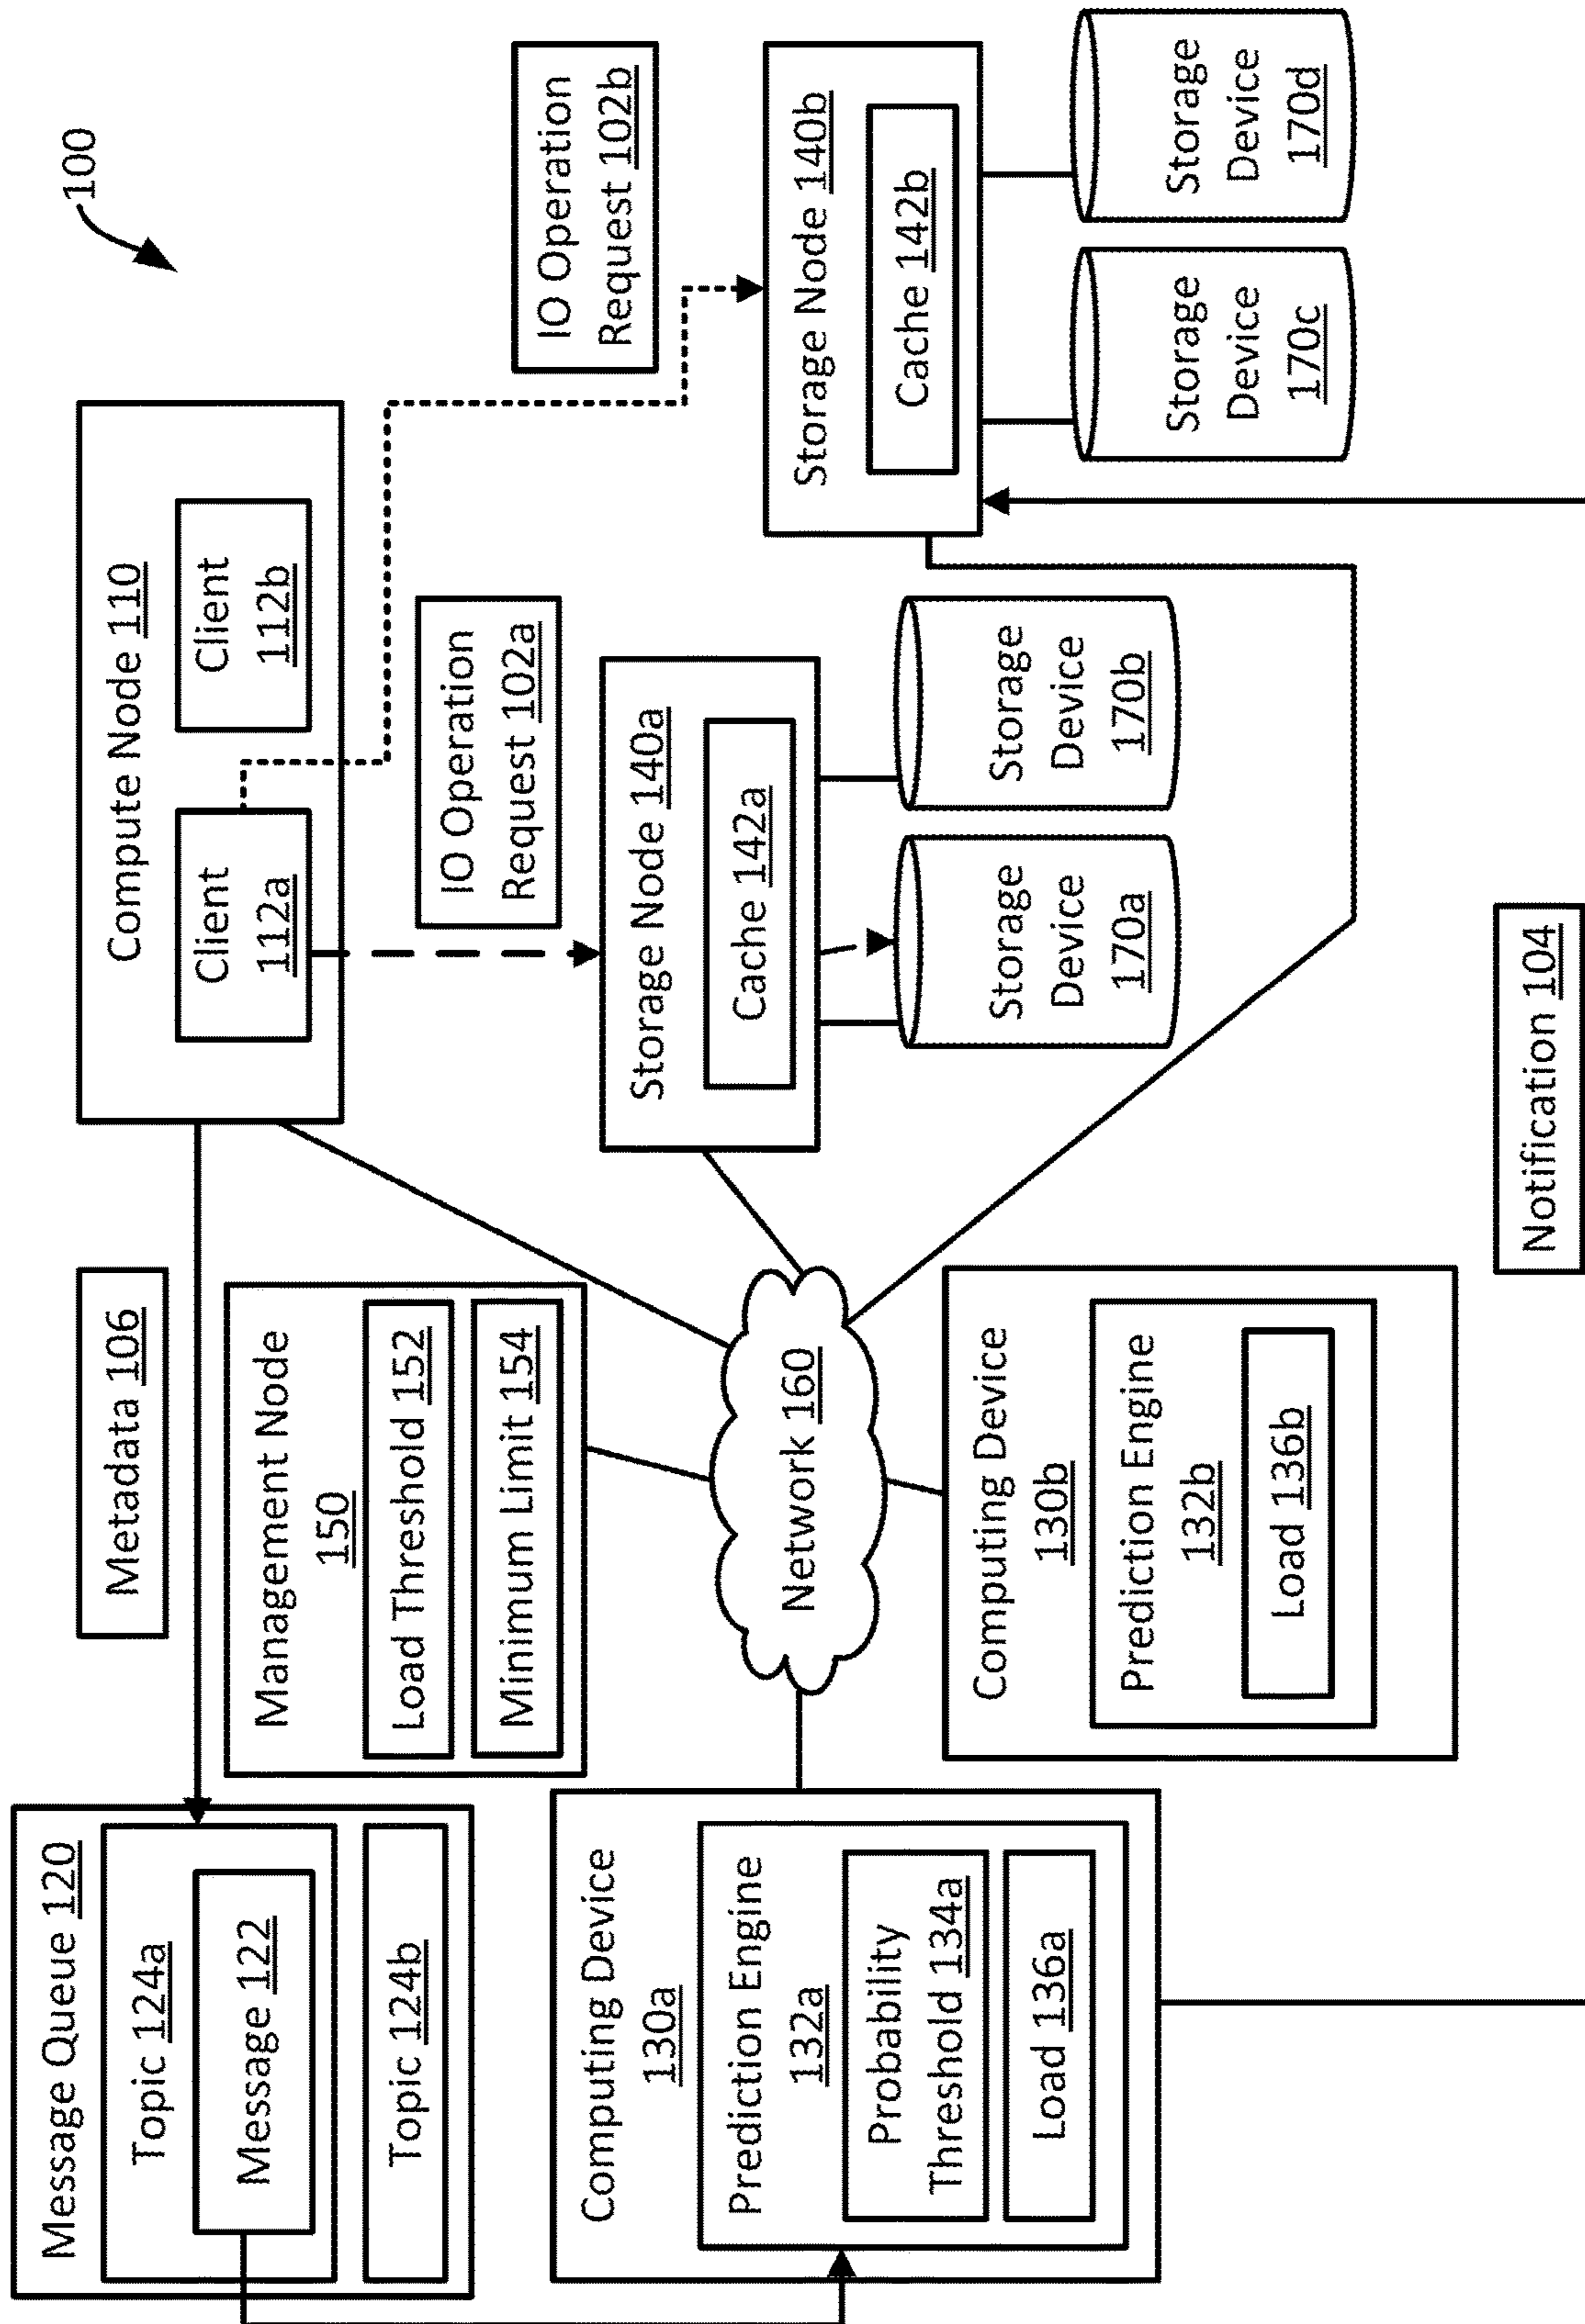 100
Message Queue 120
Topic 124a
Message 122
Topic 124b
Metadata 106
Compute Node 110
Client
112a
Client
112b
Management Node
150
Load Threshold 152
Minimum Limit 154
IO Operation
Request 102a
IO Operation
Request 102b
Storage Node 140a
Cache 142a
Storage Node 140b
Cache 142b
Computing Device
130a
Prediction Engine
132a
Probability
Threshold 134a
Load 136a
Network 160
Computing Device
130b
Prediction Engine
132b
Load 136b
Storage
Device
170a
Storage
Device
170b
Storage
Device
170c
Storage
Device
170d
Notification 104